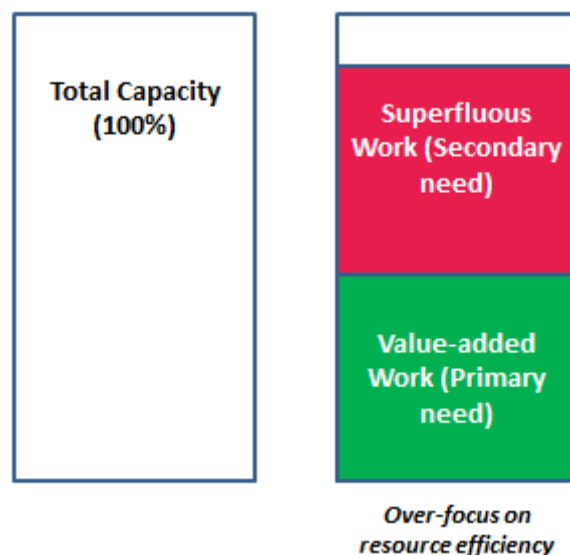 Total Capacity
(100%)
Superfluous
Work (Secondary
need)
Value-added
Work (Primary
need)
Over-focus on
resource efficiency